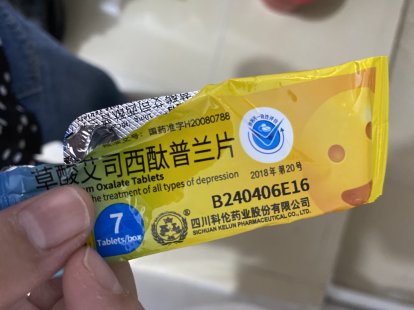 国药准字H20080788
草酸艾司西酞普兰片
Oxalate Tablets
the treatment of all types of depression
2018年第20号
B240406E16
7
Tablets/box
四川科伦药业股份有限公司
SICHUAN KELUN PHARMACEUTICAL CO.,LTD.